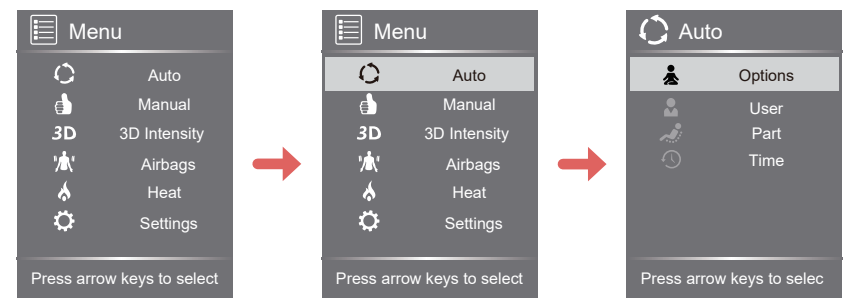 Menu
Auto
Manual
3D 3D Intensity
Airbags
Heat
Settings
Press arrow keys to select
Menu
Auto
Manual
3D 3D Intensity
Airbags
Heat
Settings
Press arrow keys to select
Auto
Options
User
Part
Time
Press arrow keys to selec